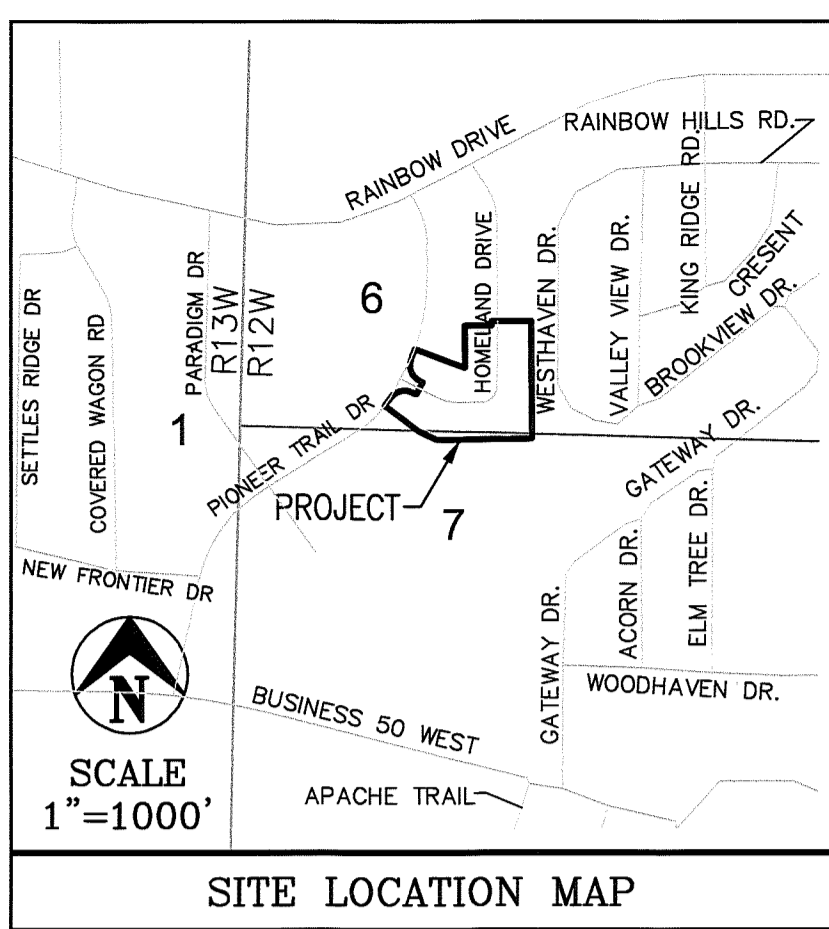 RAINBOW DRIVE
RAINBOW HILLS RD.
KING RIDGE RD.
CRESENT
HOMELAND DRIVE
WESTHAVEN DR.
VALLEY VIEW DR.
BROOKVIEW DR.
PARADIGM DR
R13W
R12W
6
SETTLES RIDGE DR
COVERED WAGON RD
1
PIONEER TRAIL DR
PROJECT
7
GATEWAY DR.
NEW FRONTIER DR
ACORN DR.
ELM TREE DR.
GATEWAY DR.
WOODHAVEN DR.
N
BUSINESS 50 WEST
SCALE
1"=1000'
APACHE TRAIL
SITE LOCATION MAP